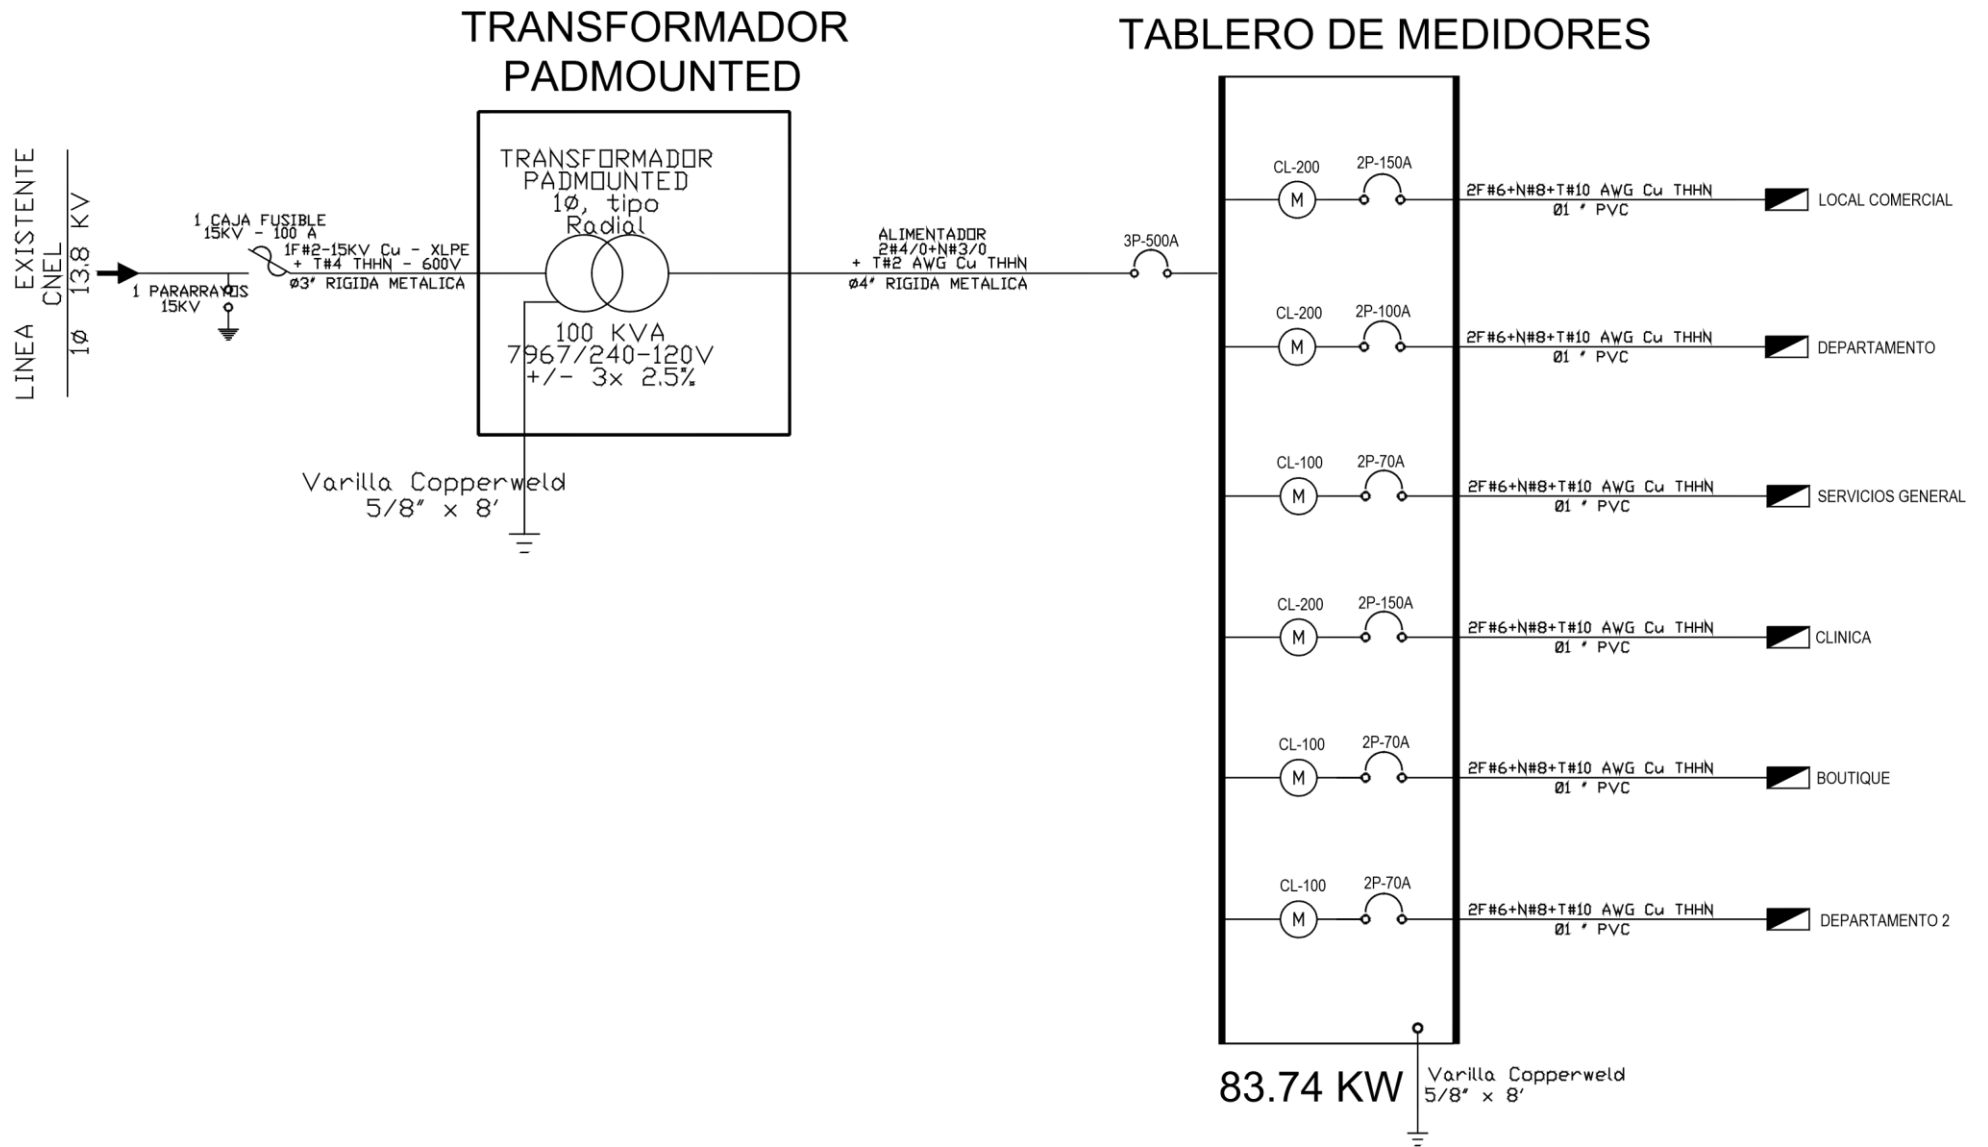 TRANSFORMADOR
PADMOUNTED
TABLERO DE MEDIDORES
LINEA EXISTENTE
CNEL
1Ø 13.8 KV
1 CAJA FUSIBLE
15KV - 100 A
1 PARARRAYOS
15KV
1F#2-15KV Cu - XLPE
+ T#4 THHN - 600V
ø3" RIGIDA METALICA
TRANSFORMADOR
PADMOUNTED
1Ø, tipo
Radial
100 KVA
7967/240-120V
+/- 3x 2.5%
Varilla Copperweld
5/8" x 8'
ALIMENTADOR
2#4/0+N#3/0
+ T#2 AWG Cu THHN
ø4" RIGIDA METALICA
3P-500A
CL-200
M
2P-150A
2F#6+N#8+T#10 AWG Cu THHN
Ø1 " PVC
LOCAL COMERCIAL
CL-200
M
2P-100A
2F#6+N#8+T#10 AWG Cu THHN
Ø1 " PVC
DEPARTAMENTO
CL-100
M
2P-70A
2F#6+N#8+T#10 AWG Cu THHN
Ø1 " PVC
SERVICIOS GENERAL
CL-200
M
2P-150A
2F#6+N#8+T#10 AWG Cu THHN
Ø1 " PVC
CLINICA
CL-100
M
2P-70A
2F#6+N#8+T#10 AWG Cu THHN
Ø1 " PVC
BOUTIQUE
CL-100
M
2P-70A
2F#6+N#8+T#10 AWG Cu THHN
Ø1 " PVC
DEPARTAMENTO 2
83.74 KW
Varilla Copperweld
5/8" x 8'